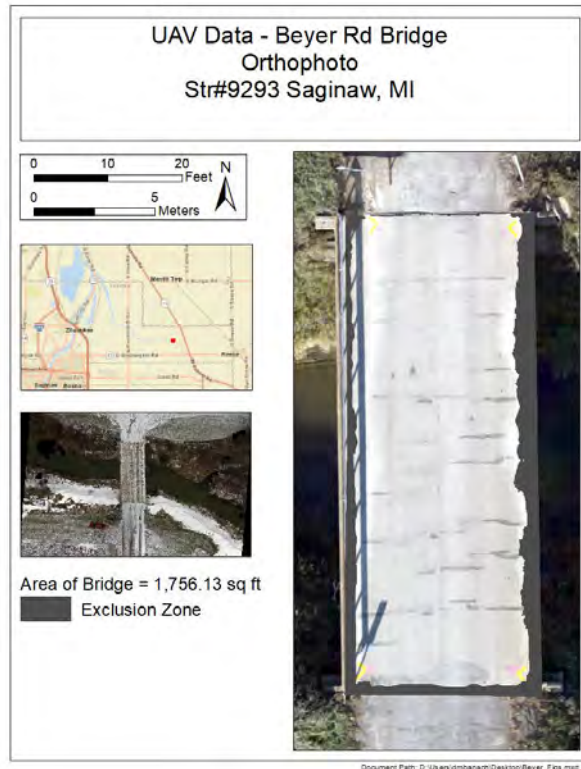 UAV Data - Beyer Rd Bridge
Orthophoto
Str#9293 Saginaw, MI
0 10 20
Feet
N
0 5
Meters
Area of Bridge = 1,756.13 sq ft
Exclusion Zone